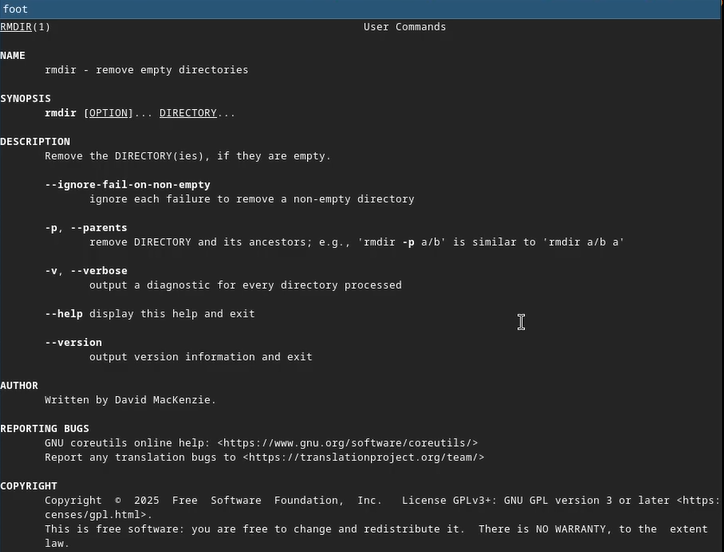 foot
RMDIR(1) User Commands
NAME
rmdir - remove empty directories
SYNOPSIS
rmdir [OPTION]... DIRECTORY...
DESCRIPTION
Remove the DIRECTORY(ies), if they are empty.
--ignore-fail-on-non-empty
ignore each failure to remove a non-empty directory
-p, --parents
remove DIRECTORY and its ancestors; e.g., 'rmdir -p a/b' is similar to 'rmdir a/b a'
-v, --verbose
output a diagnostic for every directory processed
--help display this help and exit
--version
output version information and exit
AUTHOR
Written by David MacKenzie.
REPORTING BUGS
GNU coreutils online help: <https://www.gnu.org/software/coreutils/>
Report any translation bugs to <https://translationproject.org/team/>
COPYRIGHT
Copyright © 2025 Free Software Foundation, Inc. License GPLv3+: GNU GPL version 3 or later <https:
censes/gpl.html>.
This is free software: you are free to change and redistribute it. There is NO WARRANTY, to the extent
law.